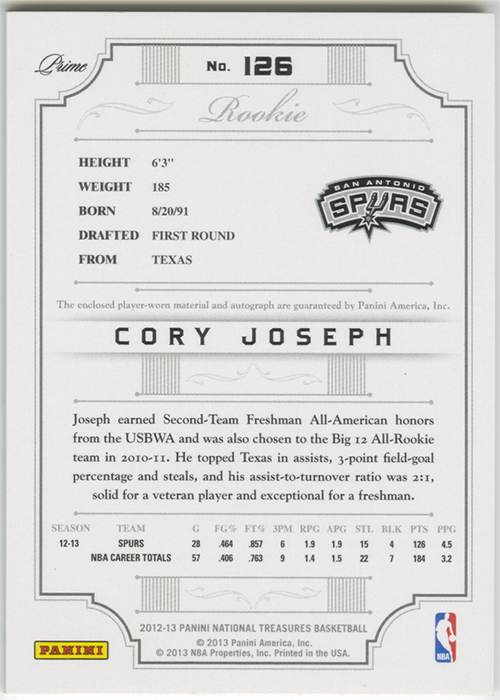 Prime
No. 126
Rookie
HEIGHT 6'3"
WEIGHT 185
BORN 8/20/91
DRAFTED FIRST ROUND
FROM TEXAS
SAN ANTONIO
SPURS
The enclosed player-worn material and autograph are guaranteed by Panini America, Inc.
CORY JOSEPH
Joseph earned Second-Team Freshman All-American honors
from the USBWA and was also chosen to the Big 12 All-Rookie
team in 2010-11. He topped Texas in assists, 3-point field-goal
percentage and steals, and his assist-to-turnover ratio was 2:1,
solid for a veteran player and exceptional for a freshman.
SEASON TEAM G FG% FT% 3PM RPG APG STL BLK PTS PPG
12-13 SPURS 28 .464 .857 6 1.9 1.9 15 4 126 4.5
NBA CAREER TOTALS 57 .406 .763 9 1.4 1.5 22 7 184 3.2
2012-13 PANINI NATIONAL TREASURES BASKETBALL
© 2013 Panini America, Inc.
© 2013 NBA Properties, Inc. Printed in the USA.
PANINI
NBA